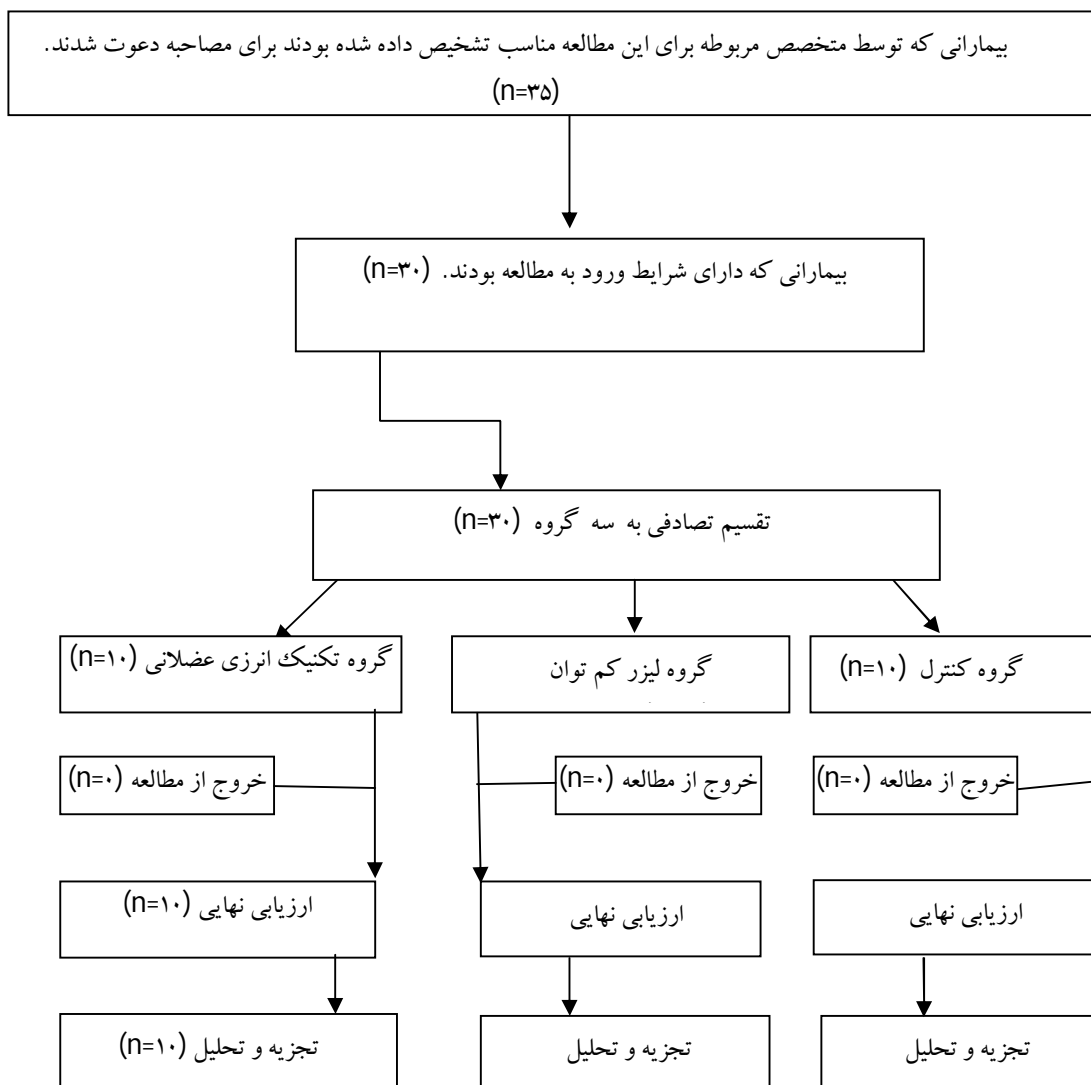 بیمارانی که توسط متخصص مربوطه برای این مطالعه مناسب تشخیص داده شده بودند برای مصاحبه دعوت شدند.
(n=۳۵)
بیمارانی که دارای شرایط ورود به مطالعه بودند. (n=۳۰)
تقسیم تصادفی به سه گروه (n=۳۰)
گروه کنترل (n=۱۰)
گروه لیزر کم توان
گروه تکنیک انرزی عضلانی (n=۱۰)
خروج از مطالعه (n=۰)
خروج از مطالعه (n=۰)
خروج از مطالعه (n=۰)
ارزیابی نهایی
ارزیابی نهایی
ارزیابی نهایی (n=۱۰)
تجزیه و تحلیل
تجزیه و تحلیل
تجزیه و تحلیل (n=۱۰)